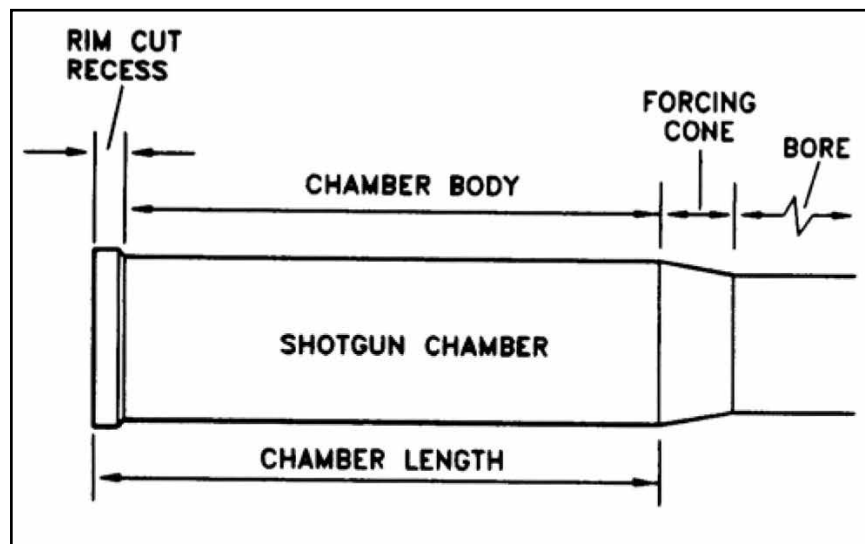 RIM CUT
RECESS
FORCING
CONE
BORE
CHAMBER BODY
SHOTGUN CHAMBER
CHAMBER LENGTH